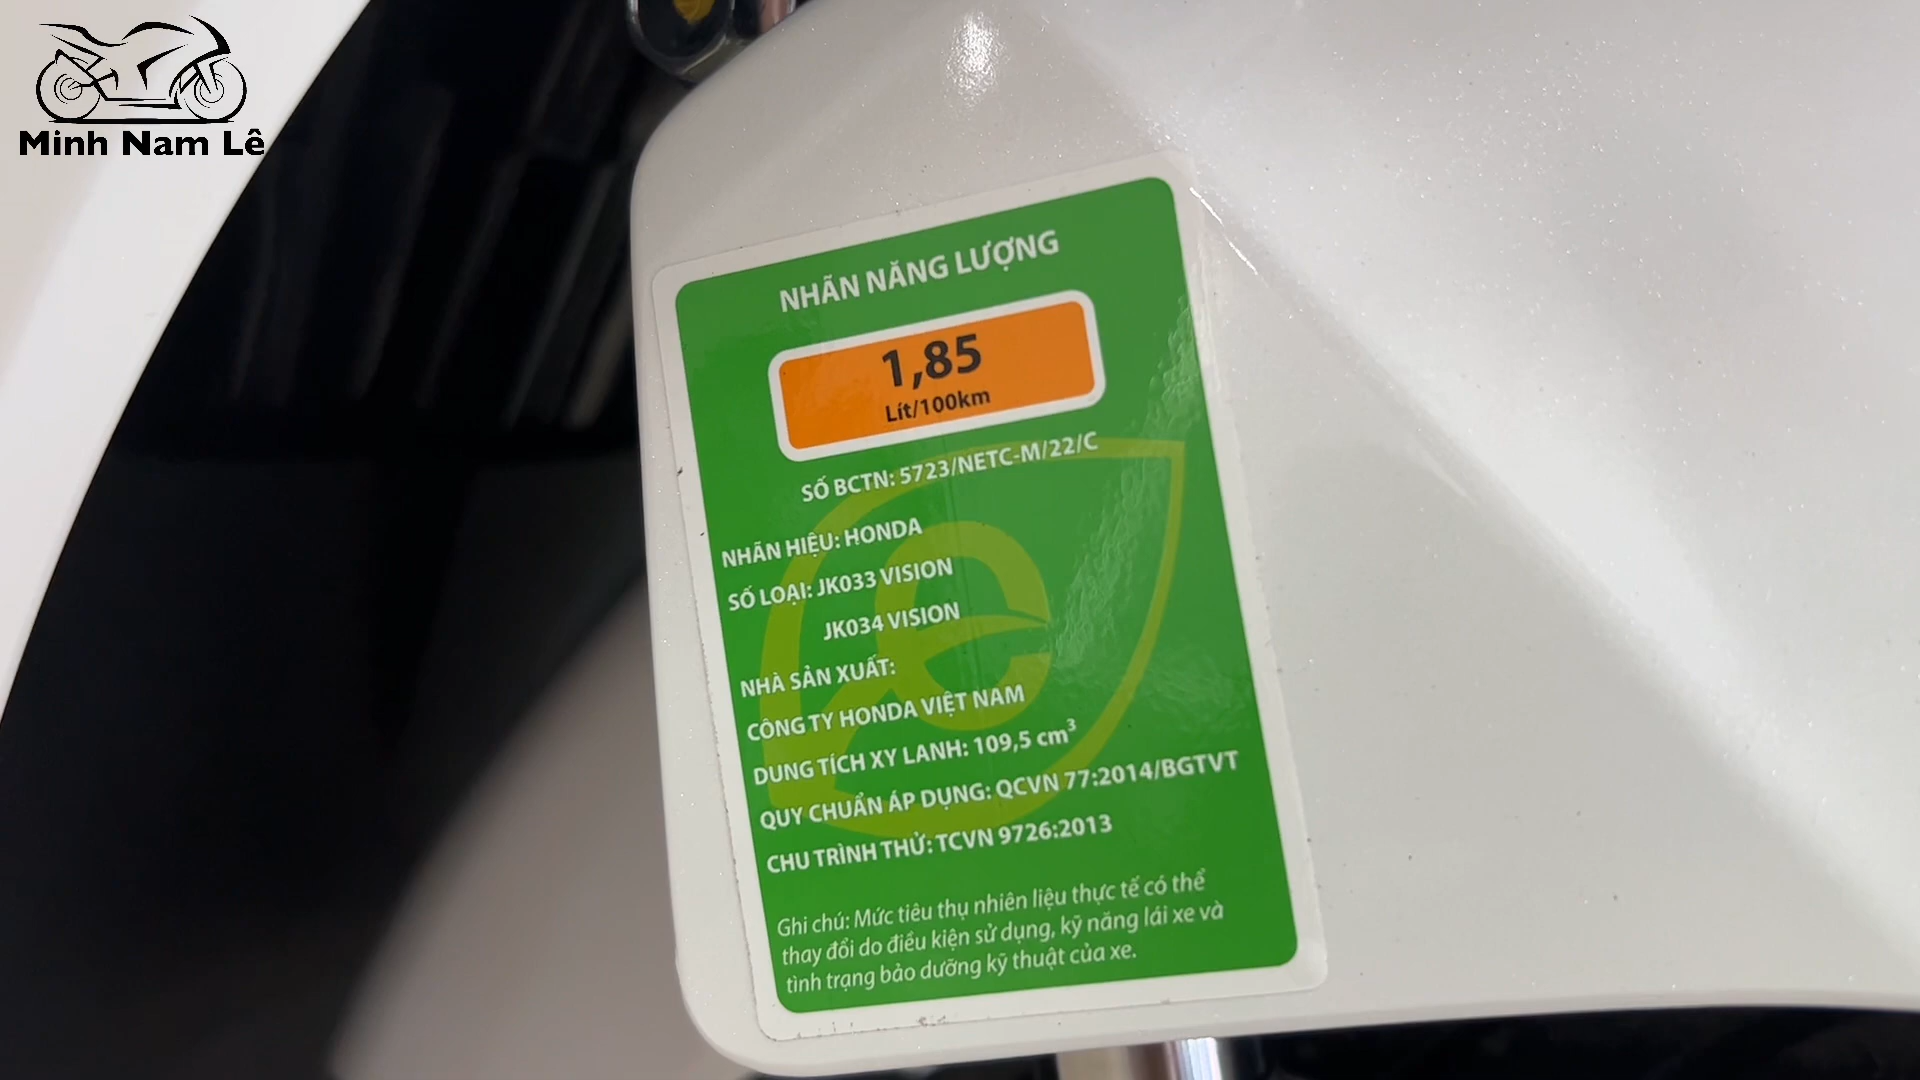 Minh Nam Lê
NHÃN NĂNG LƯỢNG
1,85
Lít/100km
SỐ BCTN: 5723/NETC-M/22/C
NHÃN HIỆU: HONDA
SỐ LOẠI: JK033 VISION
JK034 VISION
NHÀ SẢN XUẤT:
CÔNG TY HONDA VIỆT NAM
DUNG TÍCH XY LANH: 109,5 cm³
QUY CHUẨN ÁP DỤNG: QCVN 77:2014/BGTVT
CHU TRÌNH THỬ: TCVN 9726:2013
Ghi chú: Mức tiêu thụ nhiên liệu thực tế có thể
thay đổi do điều kiện sử dụng, kỹ năng lái xe và
tình trạng bảo dưỡng kỹ thuật của xe.